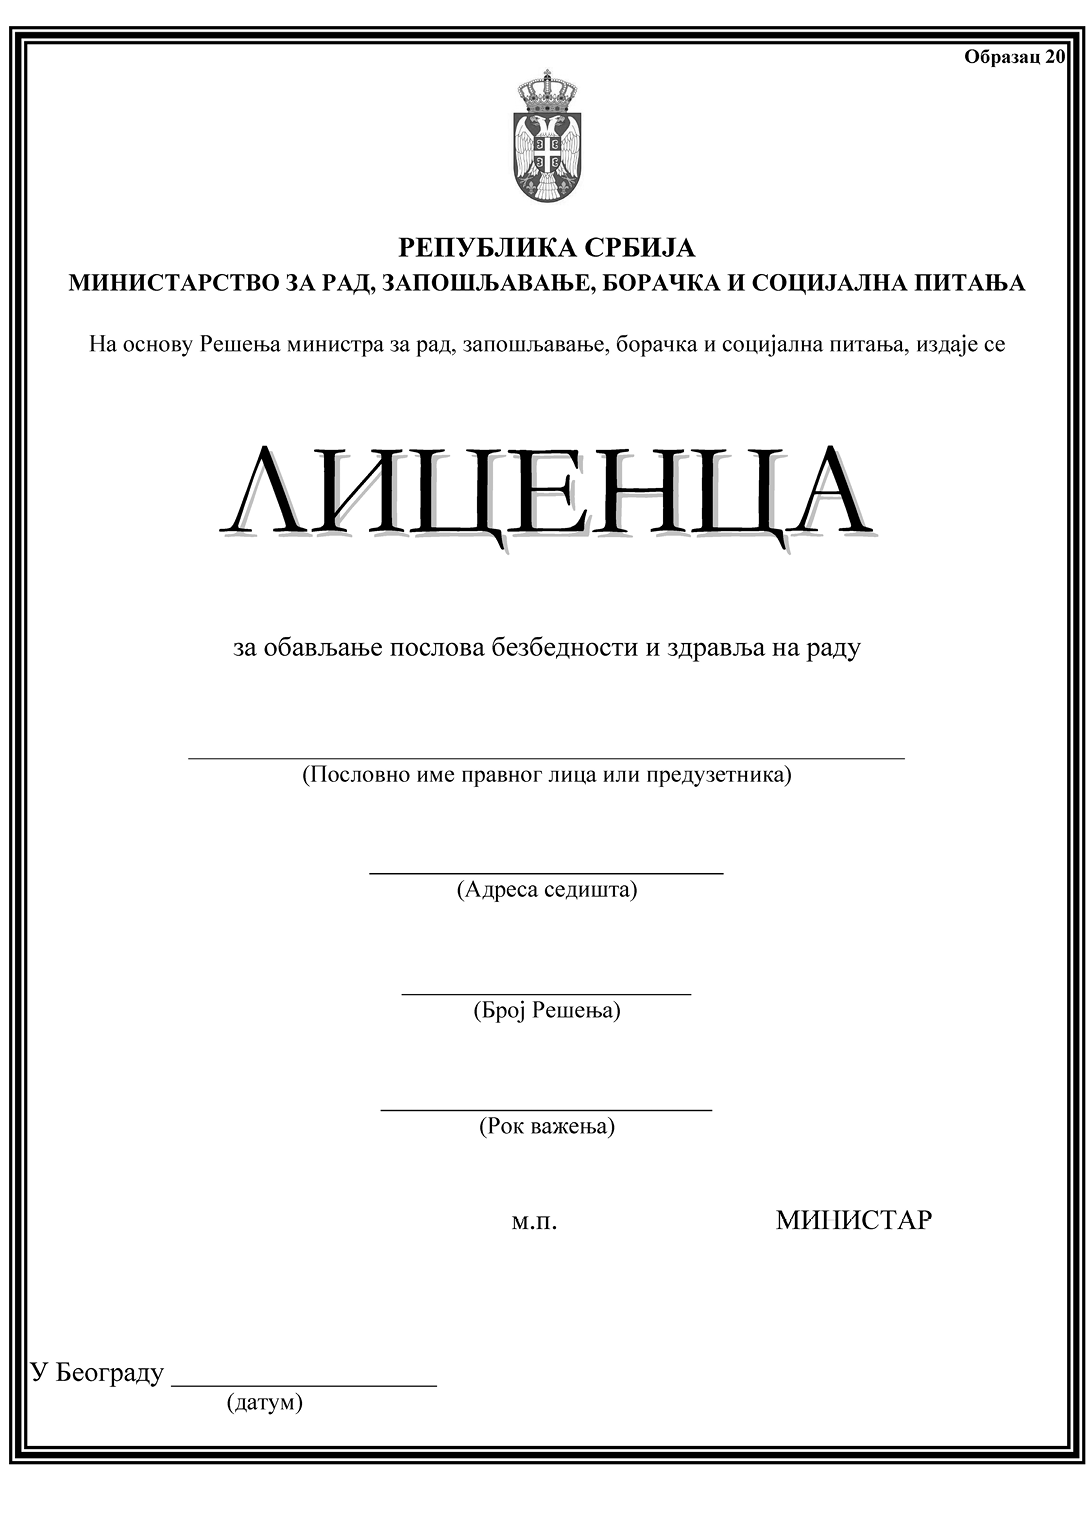 Образац 20
РЕПУБЛИКА СРБИЈА
МИНИСТАРСТВО ЗА РАД, ЗАПОШЉАВАЊЕ, БОРАЧКА И СОЦИЈАЛНА ПИТАЊА
На основу Решења министра за рад, запошљавање, борачка и социјална питања, издаје се
ЛИЦЕНЦА
за обављање послова безбедности и здравља на раду
(Пословно име правног лица или предузетника)
(Адреса седишта)
(Број Решења)
(Рок важења)
м.п. МИНИСТАР
У Београду
(датум)